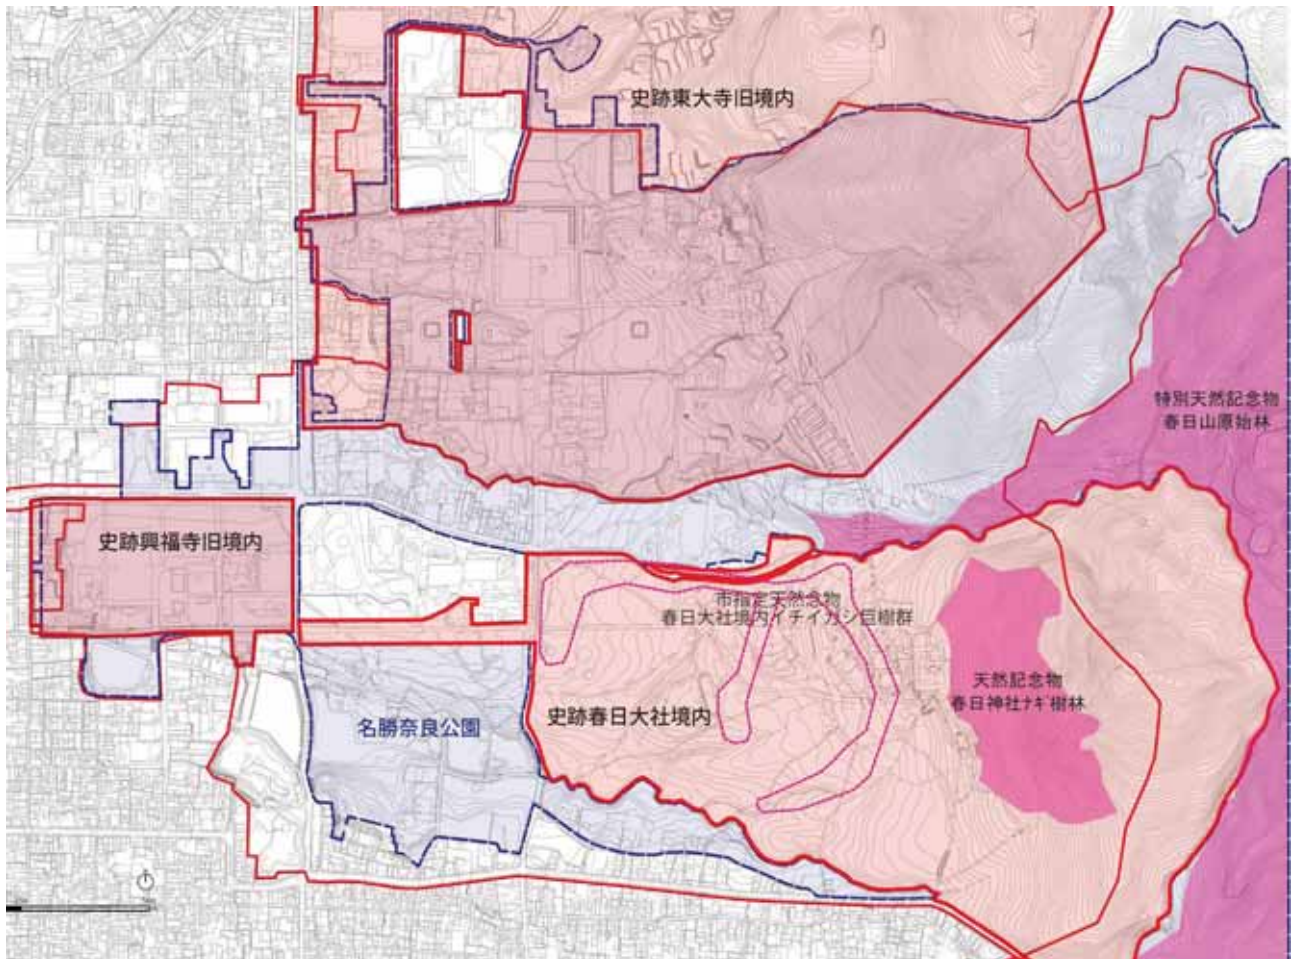 史跡東大寺旧境内
特別天然記念物
春日山原始林
史跡興福寺旧境内
市指定天然念物
春日大社境内イチイガシ巨樹群
天然記念物
春日神社ナギ樹林
史跡春日大社境内
名勝奈良公園